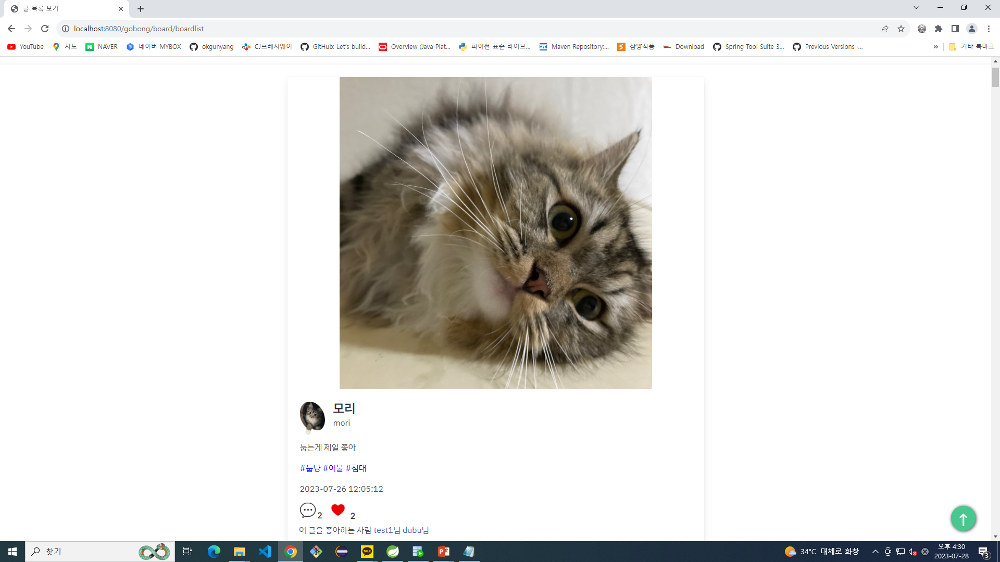 글 목록 보기
localhost:8080/gobong/board/boardlist
YouTube 지도 NAVER 네이버 MYBOX okgunyang CJ프레시웨이 GitHub: Let's build... Overview (Java Plat... 파이썬 표준 라이브... Maven Repository:... 삼양식품 Download Spring Tool Suite 3... Previous Versions ·... » 기타 북마크
모리
mori
눕는게 제일 좋아
#눕냥 #이불 #침대
2023-07-26 12:05:12
2 2
이 글을 좋아하는 사람 test1님 dubu님
찾기
TALK
34°C 대체로 화창
오후 4:30
2023-07-28
3